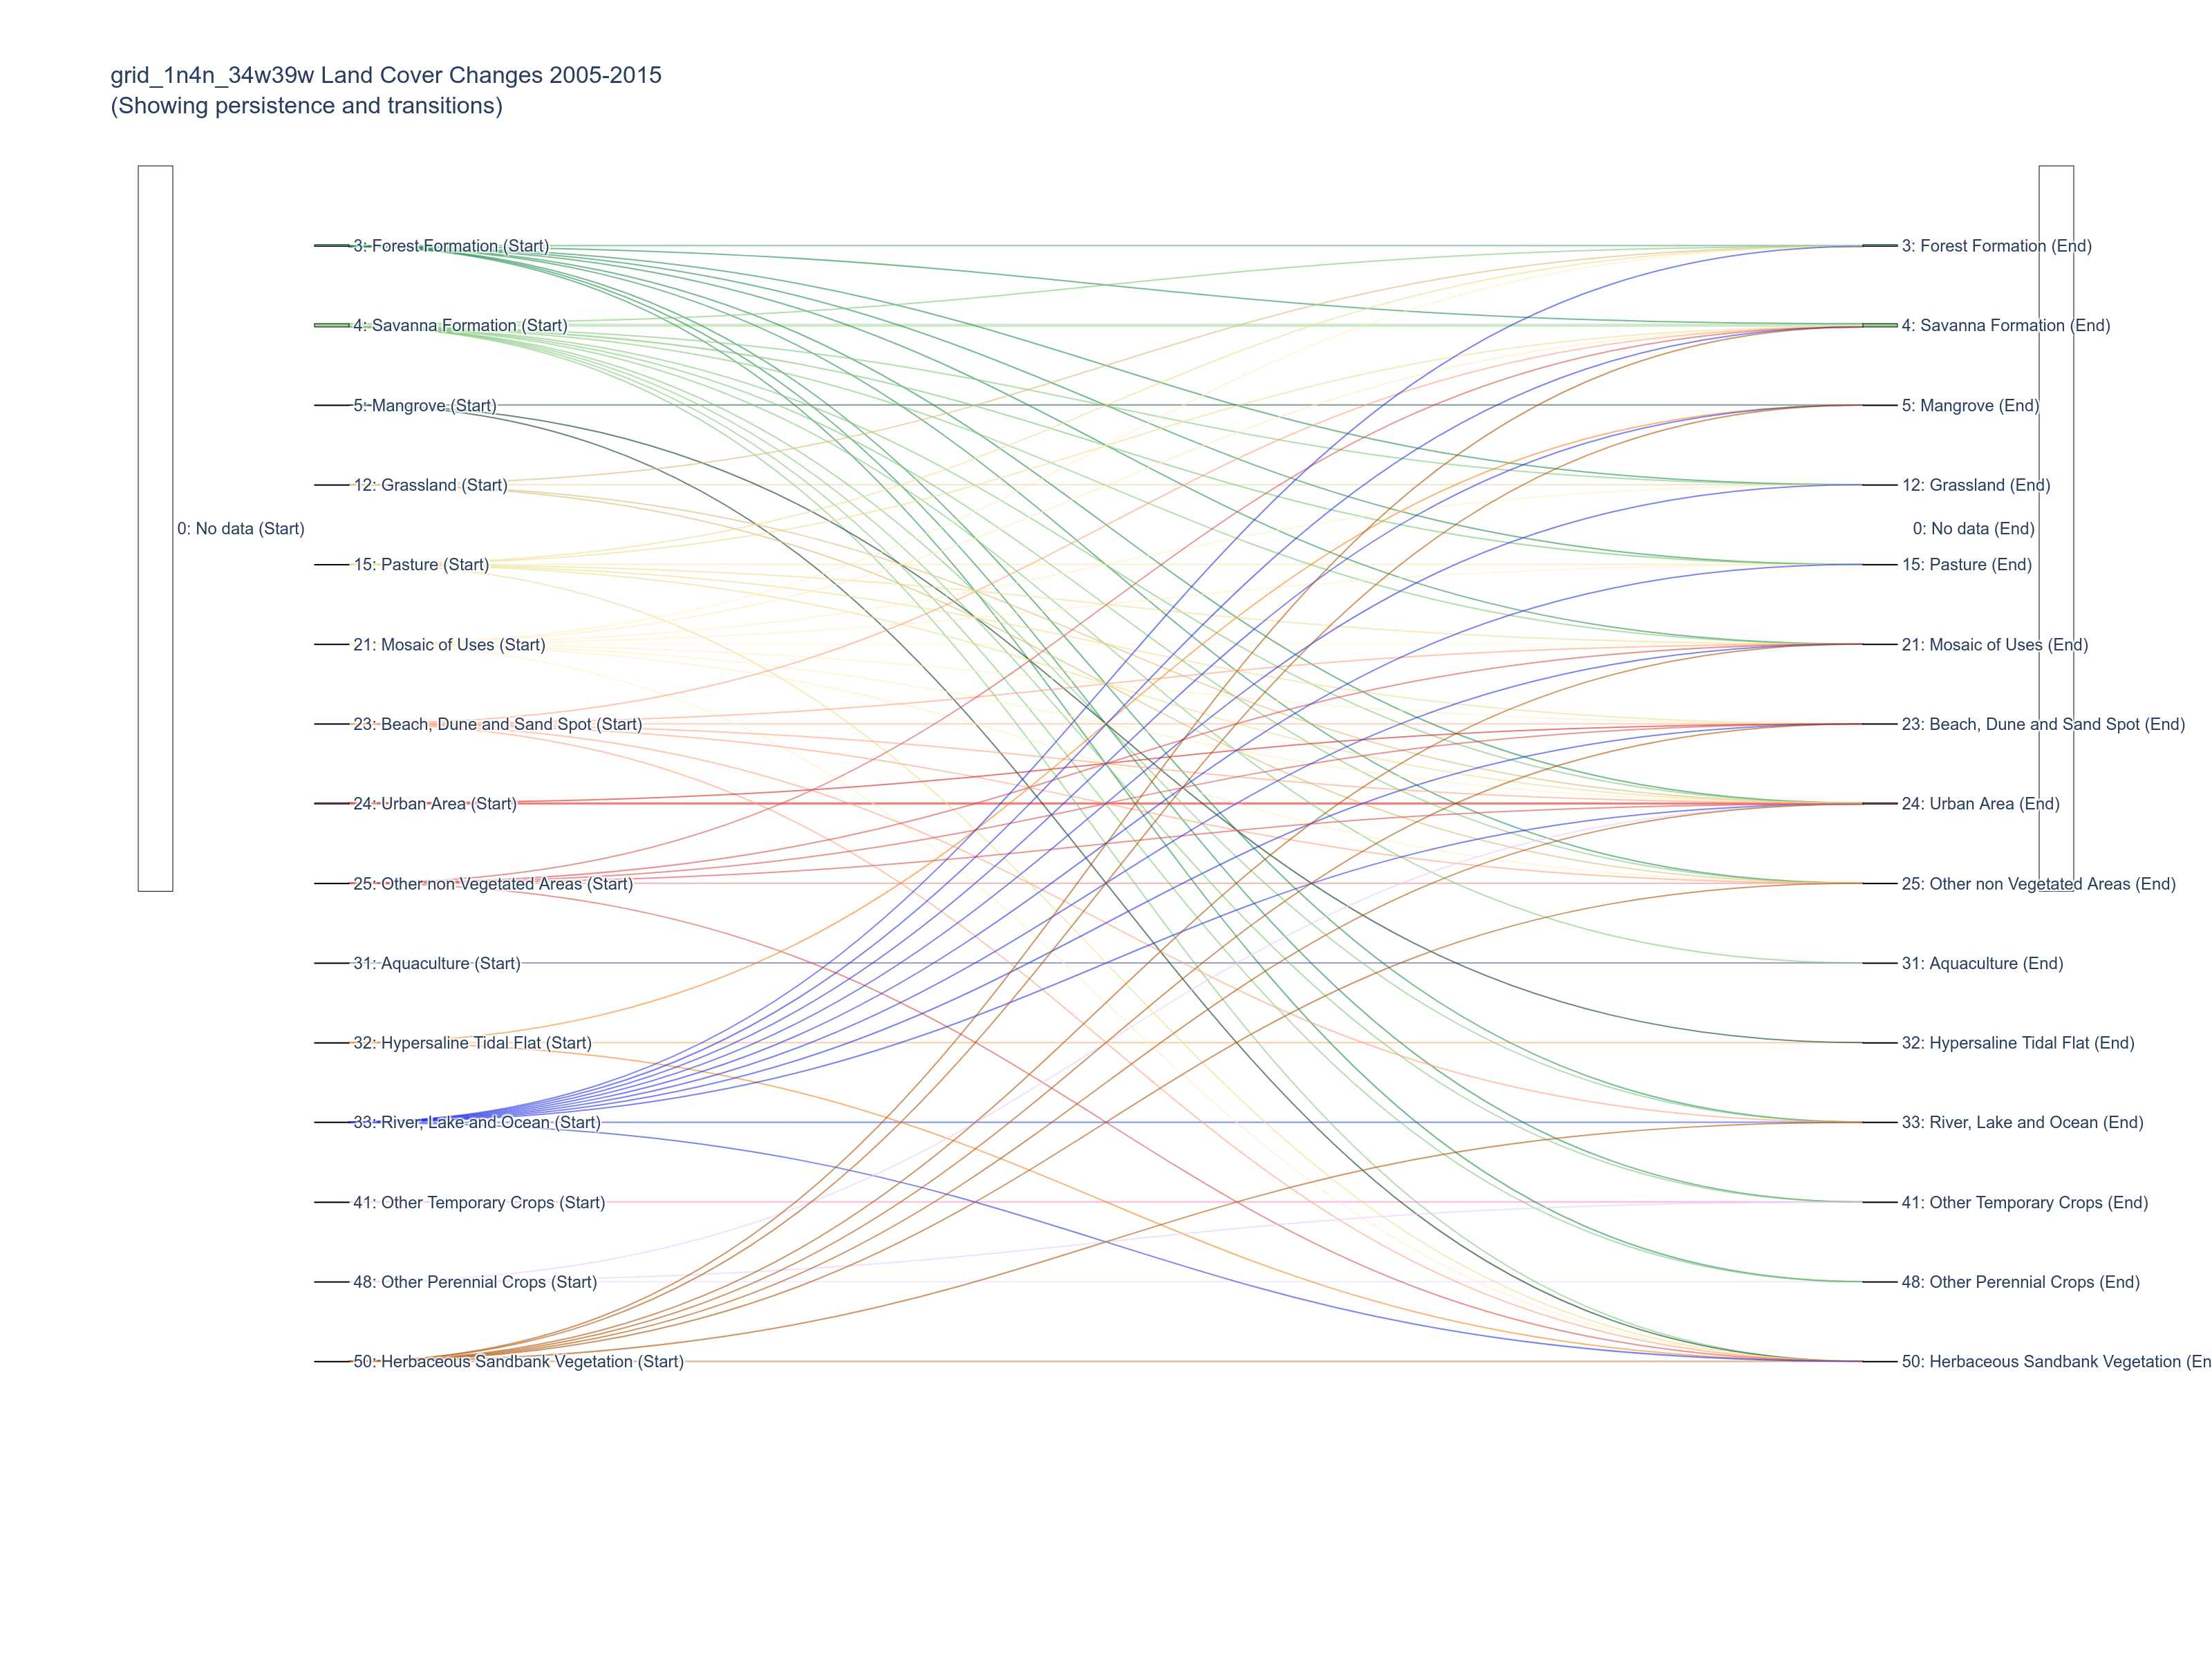 grid_1n4n_34w39w Land Cover Changes 2005-2015
(Showing persistence and transitions)
3: Forest Formation (Start)
3: Forest Formation (End)
4: Savanna Formation (Start)
4: Savanna Formation (End)
5: Mangrove (Start)
5: Mangrove (End)
12: Grassland (Start)
12: Grassland (End)
0: No data (Start)
0: No data (End)
15: Pasture (Start)
15: Pasture (End)
21: Mosaic of Uses (Start)
21: Mosaic of Uses (End)
23: Beach, Dune and Sand Spot (Start)
23: Beach, Dune and Sand Spot (End)
24: Urban Area (Start)
24: Urban Area (End)
25: Other non Vegetated Areas (Start)
25: Other non Vegetated Areas (End)
31: Aquaculture (Start)
31: Aquaculture (End)
32: Hypersaline Tidal Flat (Start)
32: Hypersaline Tidal Flat (End)
33: River, Lake and Ocean (Start)
33: River, Lake and Ocean (End)
41: Other Temporary Crops (Start)
41: Other Temporary Crops (End)
48: Other Perennial Crops (Start)
48: Other Perennial Crops (End)
50: Herbaceous Sandbank Vegetation (Start)
50: Herbaceous Sandbank Vegetation (En